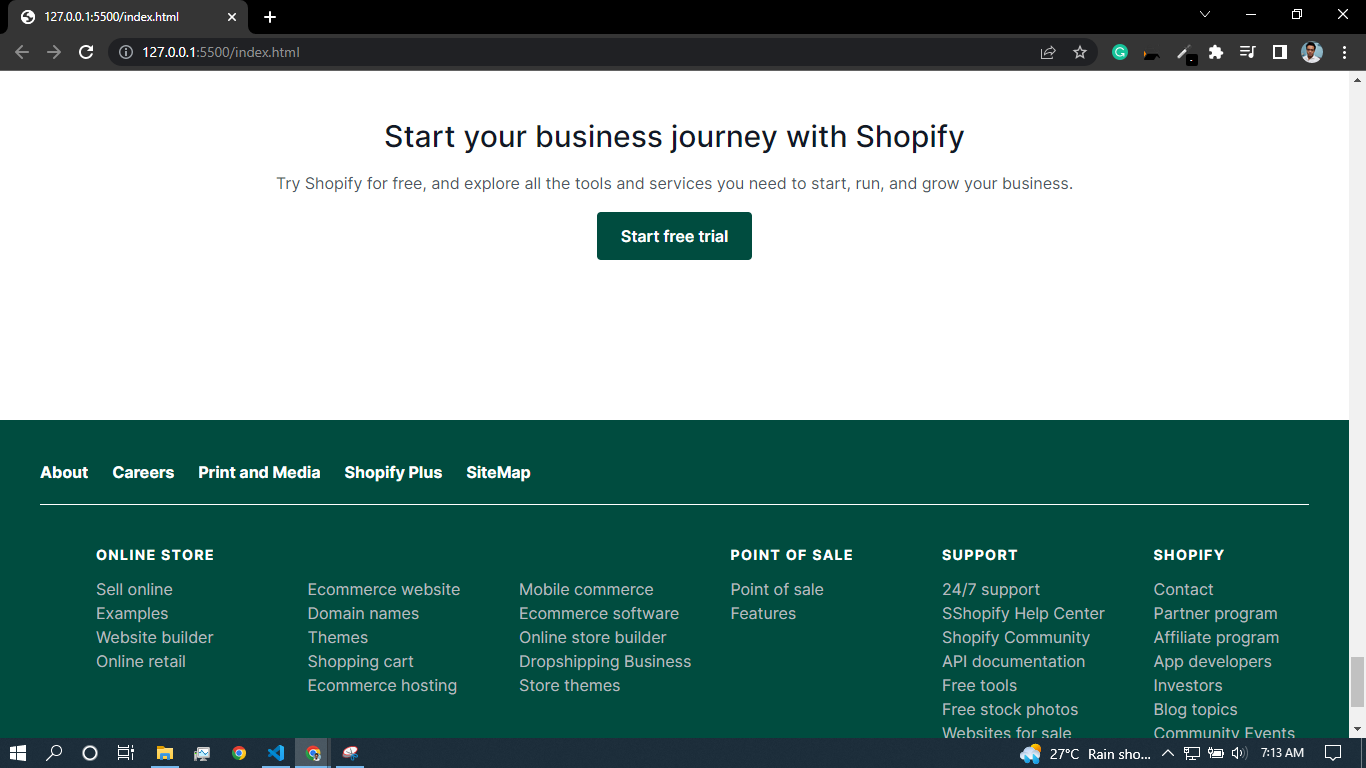 127.0.0.1:5500/index.html
127.0.0.1:5500/index.html
Start your business journey with Shopify
Try Shopify for free, and explore all the tools and services you need to start, run, and grow your business.
Start free trial
About Careers Print and Media Shopify Plus SiteMap
ONLINE STORE POINT OF SALE SUPPORT SHOPIFY
Sell online Ecommerce website Mobile commerce Point of sale 24/7 support Contact
Examples Domain names Ecommerce software Features SShopify Help Center Partner program
Website builder Themes Online store builder Shopify Community Affiliate program
Online retail Shopping cart Dropshipping Business API documentation App developers
Ecommerce hosting Store themes Free tools Investors
Free stock photos Blog topics
Websites for sale Community Events
27°C Rain sho... 7:13 AM